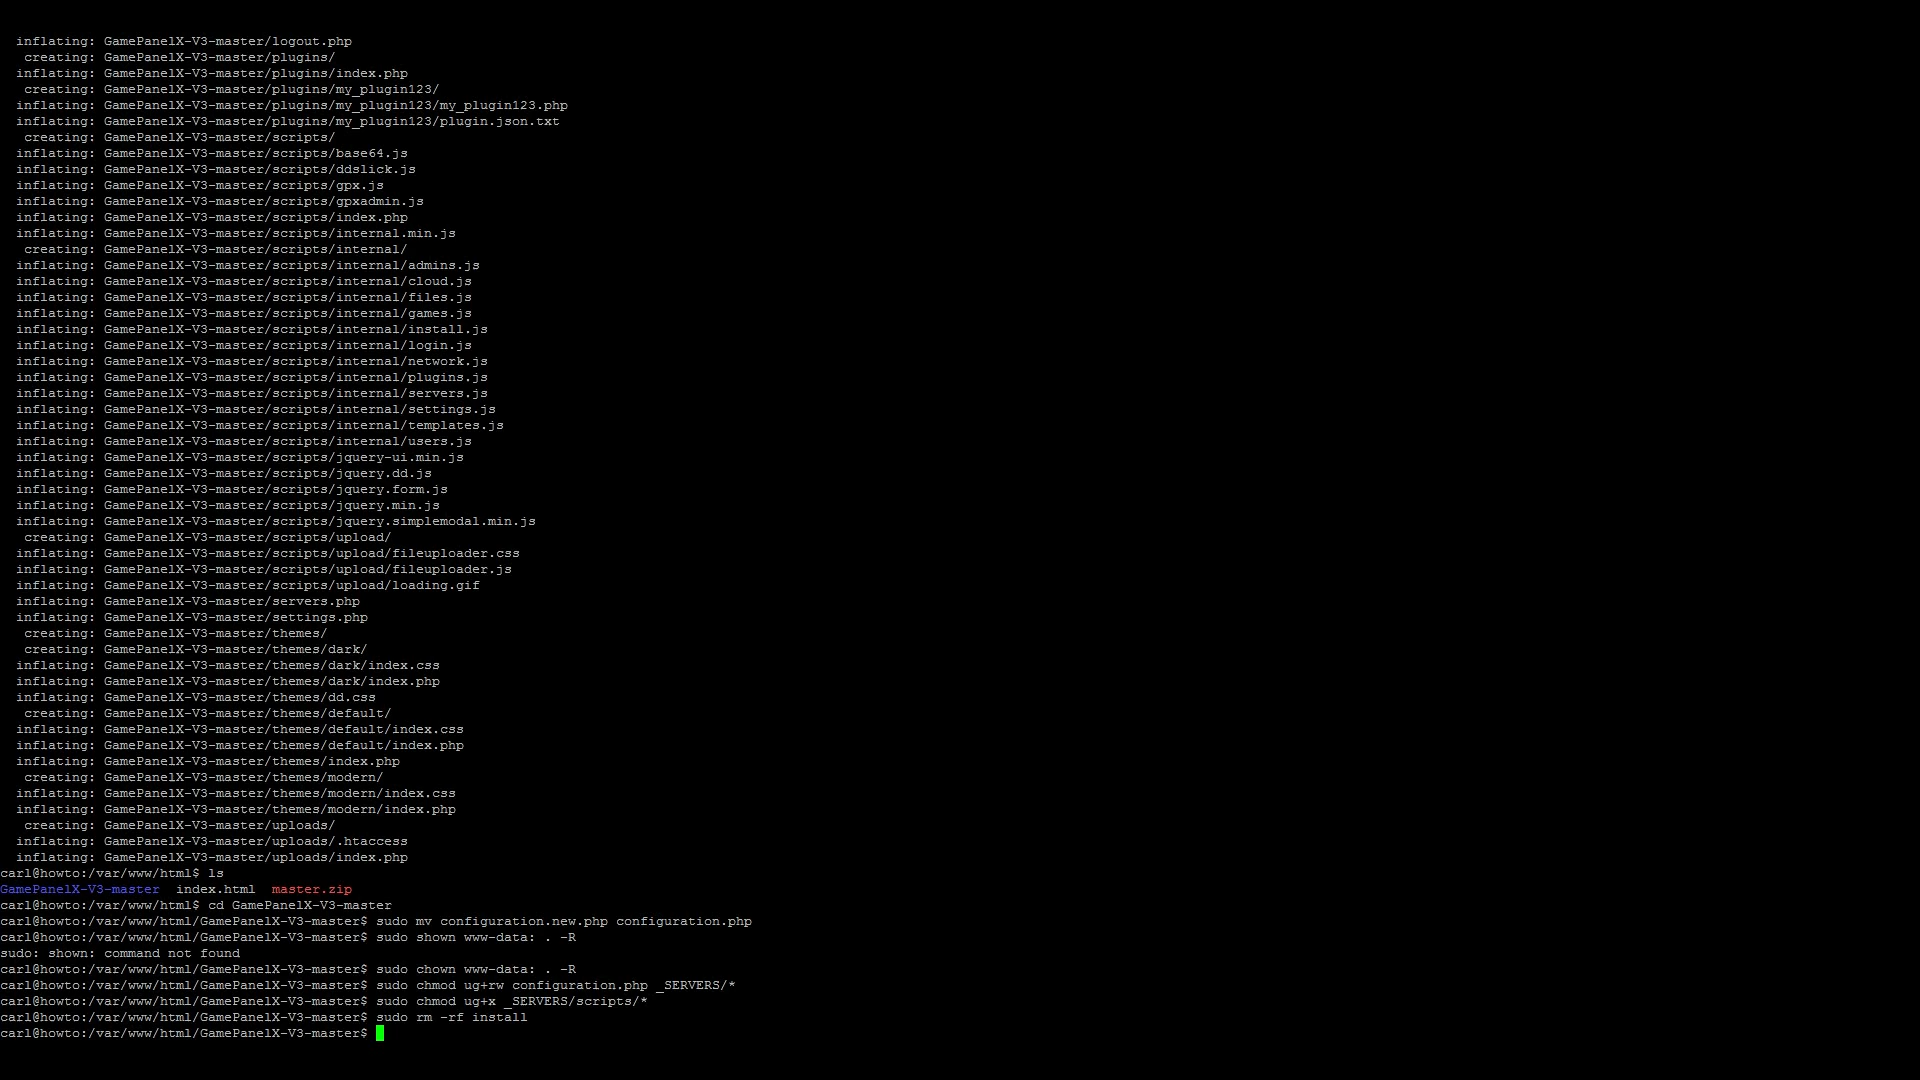 inflating: GamePanelX-V3-master/logout.php
creating: GamePanelX-V3-master/plugins/
inflating: GamePanelX-V3-master/plugins/index.php
creating: GamePanelX-V3-master/plugins/my_plugin123/
inflating: GamePanelX-V3-master/plugins/my_plugin123/my_plugin123.php
inflating: GamePanelX-V3-master/plugins/my_plugin123/plugin.json.txt
creating: GamePanelX-V3-master/scripts/
inflating: GamePanelX-V3-master/scripts/base64.js
inflating: GamePanelX-V3-master/scripts/ddslick.js
inflating: GamePanelX-V3-master/scripts/gpx.js
inflating: GamePanelX-V3-master/scripts/gpxadmin.js
inflating: GamePanelX-V3-master/scripts/index.php
inflating: GamePanelX-V3-master/scripts/internal.min.js
creating: GamePanelX-V3-master/scripts/internal/
inflating: GamePanelX-V3-master/scripts/internal/admins.js
inflating: GamePanelX-V3-master/scripts/internal/cloud.js
inflating: GamePanelX-V3-master/scripts/internal/files.js
inflating: GamePanelX-V3-master/scripts/internal/games.js
inflating: GamePanelX-V3-master/scripts/internal/install.js
inflating: GamePanelX-V3-master/scripts/internal/login.js
inflating: GamePanelX-V3-master/scripts/internal/network.js
inflating: GamePanelX-V3-master/scripts/internal/plugins.js
inflating: GamePanelX-V3-master/scripts/internal/servers.js
inflating: GamePanelX-V3-master/scripts/internal/settings.js
inflating: GamePanelX-V3-master/scripts/internal/templates.js
inflating: GamePanelX-V3-master/scripts/internal/users.js
inflating: GamePanelX-V3-master/scripts/jquery-ui.min.js
inflating: GamePanelX-V3-master/scripts/jquery.dd.js
inflating: GamePanelX-V3-master/scripts/jquery.form.js
inflating: GamePanelX-V3-master/scripts/jquery.min.js
inflating: GamePanelX-V3-master/scripts/jquery.simplemodal.min.js
creating: GamePanelX-V3-master/scripts/upload/
inflating: GamePanelX-V3-master/scripts/upload/fileuploader.css
inflating: GamePanelX-V3-master/scripts/upload/fileuploader.js
inflating: GamePanelX-V3-master/scripts/upload/loading.gif
inflating: GamePanelX-V3-master/servers.php
inflating: GamePanelX-V3-master/settings.php
creating: GamePanelX-V3-master/themes/
creating: GamePanelX-V3-master/themes/dark/
inflating: GamePanelX-V3-master/themes/dark/index.css
inflating: GamePanelX-V3-master/themes/dark/index.php
inflating: GamePanelX-V3-master/themes/dd.css
creating: GamePanelX-V3-master/themes/default/
inflating: GamePanelX-V3-master/themes/default/index.css
inflating: GamePanelX-V3-master/themes/default/index.php
inflating: GamePanelX-V3-master/themes/index.php
creating: GamePanelX-V3-master/themes/modern/
inflating: GamePanelX-V3-master/themes/modern/index.css
inflating: GamePanelX-V3-master/themes/modern/index.php
creating: GamePanelX-V3-master/uploads/
inflating: GamePanelX-V3-master/uploads/.htaccess
inflating: GamePanelX-V3-master/uploads/index.php
carl@howto:/var/www/html$ ls
GamePanelX-V3-master  index.html  master.zip
carl@howto:/var/www/html$ cd GamePanelX-V3-master
carl@howto:/var/www/html/GamePanelX-V3-master$ sudo mv configuration.new.php configuration.php
carl@howto:/var/www/html/GamePanelX-V3-master$ sudo shown www-data: . -R
sudo: shown: command not found
carl@howto:/var/www/html/GamePanelX-V3-master$ sudo chown www-data: . -R
carl@howto:/var/www/html/GamePanelX-V3-master$ sudo chmod ug+rw configuration.php _SERVERS/*
carl@howto:/var/www/html/GamePanelX-V3-master$ sudo chmod ug+x _SERVERS/scripts/*
carl@howto:/var/www/html/GamePanelX-V3-master$ sudo rm -rf install
carl@howto:/var/www/html/GamePanelX-V3-master$